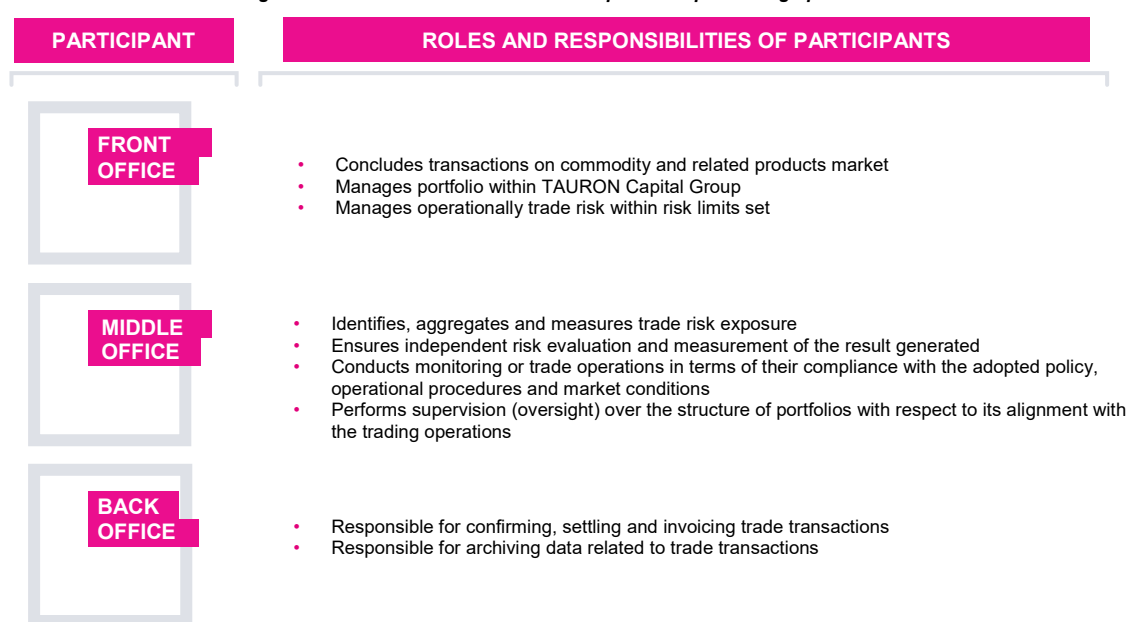 PARTICIPANT
ROLES AND RESPONSIBILITIES OF PARTICIPANTS
FRONT
OFFICE
• Concludes transactions on commodity and related products market
• Manages portfolio within TAURON Capital Group
• Manages operationally trade risk within risk limits set
MIDDLE
OFFICE
• Identifies, aggregates and measures trade risk exposure
• Ensures independent risk evaluation and measurement of the result generated
• Conducts monitoring or trade operations in terms of their compliance with the adopted policy,
operational procedures and market conditions
• Performs supervision (oversight) over the structure of portfolios with respect to its alignment with
the trading operations
BACK
OFFICE
• Responsible for confirming, settling and invoicing trade transactions
• Responsible for archiving data related to trade transactions